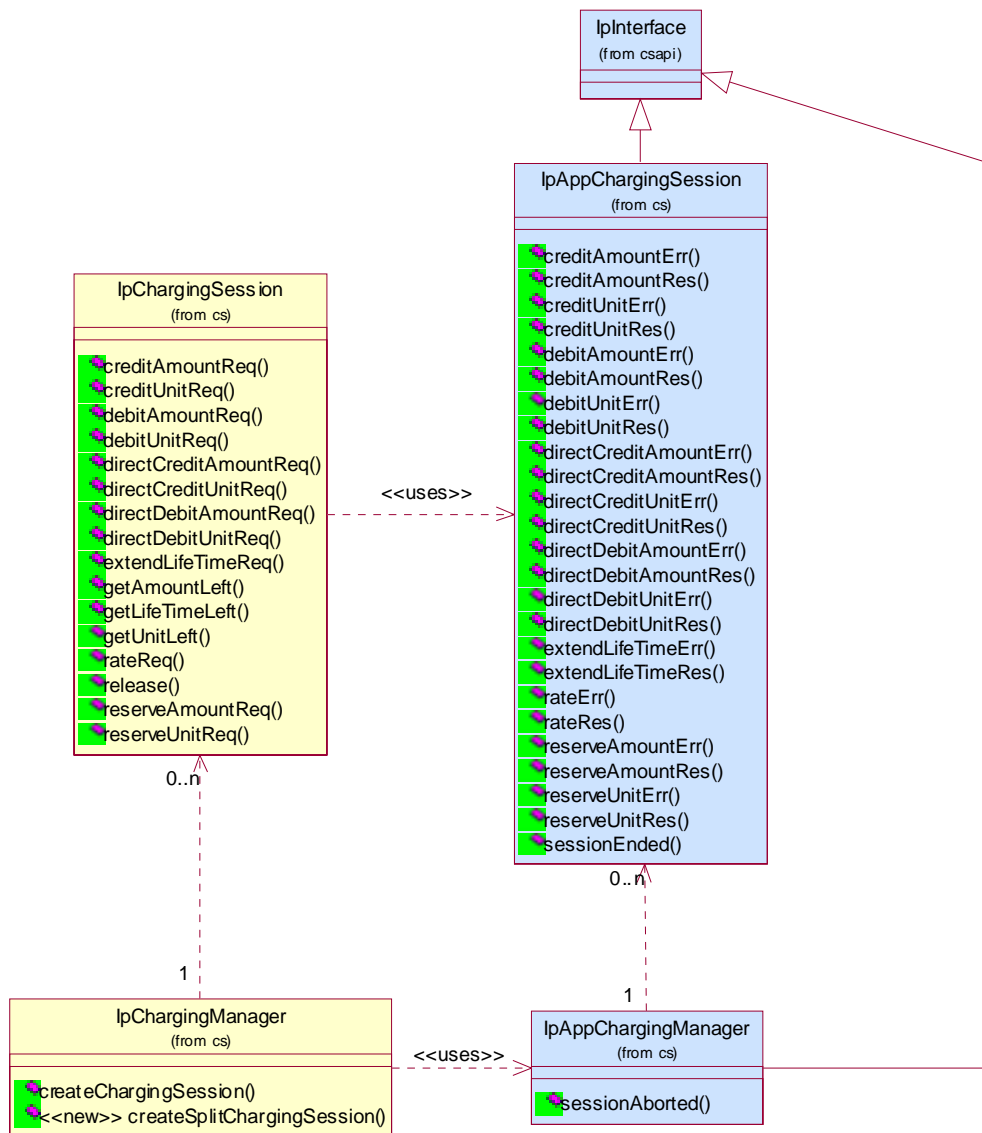 IpInterface
(from csapi)
IpAppChargingSession
(from cs)
creditAmountErr()
creditAmountRes()
creditUnitErr()
creditUnitRes()
debitAmountErr()
debitAmountRes()
debitUnitErr()
debitUnitRes()
directCreditAmountErr()
directCreditAmountRes()
directCreditUnitErr()
directCreditUnitRes()
directDebitAmountErr()
directDebitAmountRes()
directDebitUnitErr()
directDebitUnitRes()
extendLifeTimeErr()
extendLifeTimeRes()
rateErr()
rateRes()
reserveAmountErr()
reserveAmountRes()
reserveUnitErr()
reserveUnitRes()
sessionEnded()
IpChargingSession
(from cs)
creditAmountReq()
creditUnitReq()
debitAmountReq()
debitUnitReq()
directCreditAmountReq()
directCreditUnitReq()
directDebitAmountReq()
directDebitUnitReq()
extendLifeTimeReq()
getAmountLeft()
getLifeTimeLeft()
getUnitLeft()
rateReq()
release()
reserveAmountReq()
reserveUnitReq()
<<uses>>
0..n
0..n
1
1
IpChargingManager
(from cs)
createChargingSession()
<<new>> createSplitChargingSession()
<<uses>>
IpAppChargingManager
(from cs)
sessionAborted()